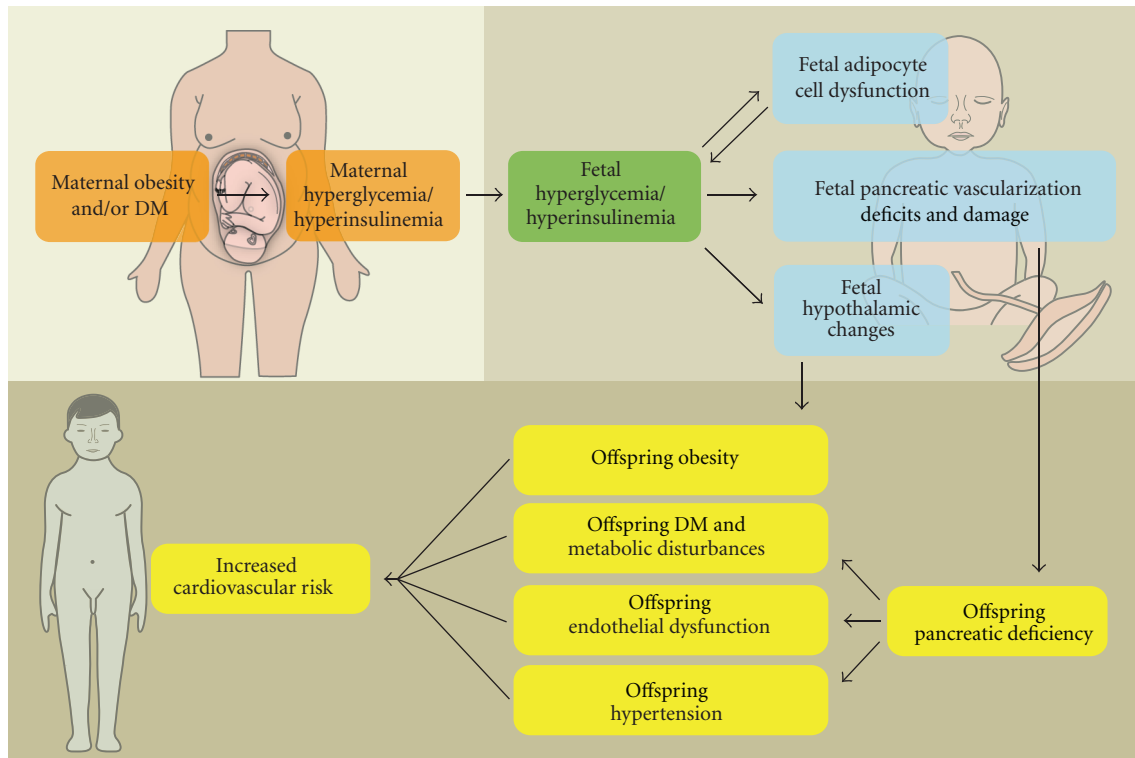 Maternal obesity
and/or DM
Maternal
hyperglycemia/
hyperinsulinemia
Fetal
hyperglycemia/
hyperinsulinemia
Fetal adipocyte
cell dysfunction
Fetal pancreatic vascularization
deficits and damage
Fetal
hypothalamic
changes
Offspring obesity
Offspring DM and
metabolic disturbances
Offspring
endothelial dysfunction
Offspring
hypertension
Offspring
pancreatic deficiency
Increased
cardiovascular risk